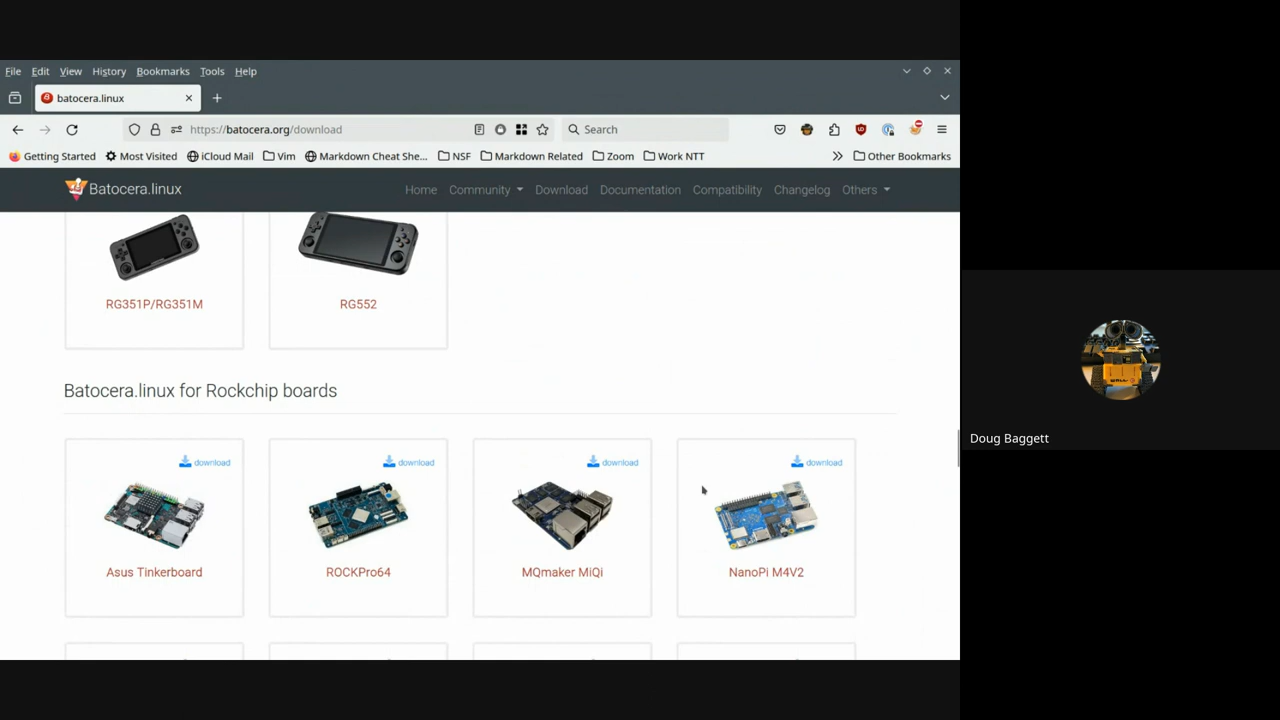 File Edit View History Bookmarks Tools Help
batocera.linux
https://batocera.org/download
Search
Getting Started Most Visited iCloud Mail Vim Markdown Cheat She... NSF Markdown Related Zoom Work NTT Other Bookmarks
Batocera.linux
Home Community Download Documentation Compatibility Changelog Others
RG351P/RG351M RG552
Batocera.linux for Rockchip boards
download download download download
Asus Tinkerboard ROCKPro64 MQmaker MiQi NanoPi M4V2
Doug Baggett